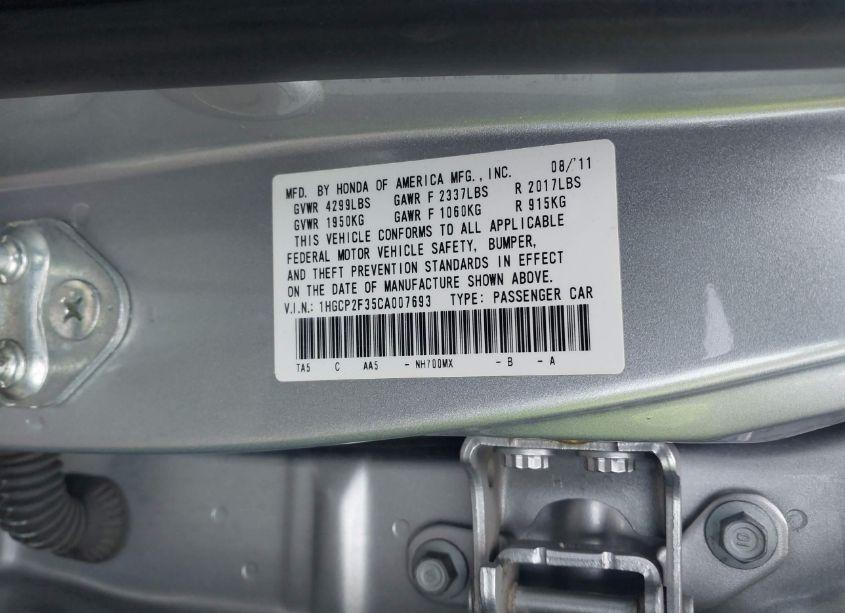 MFD. BY HONDA OF AMERICA MFG., INC. 08/'11
GVWR 4299LBS GAWR F 2337LBS R 2017LBS
GVWR 1950KG GAWR F 1060KG R 915KG
THIS VEHICLE CONFORMS TO ALL APPLICABLE
FEDERAL MOTOR VEHICLE SAFETY, BUMPER,
AND THEFT PREVENTION STANDARDS IN EFFECT
ON THE DATE OF MANUFACTURE SHOWN ABOVE.
V.I.N.: 1HGCP2F35CA007693 TYPE: PASSENGER CAR
TA5 C AA5 - NH700MX - B - A